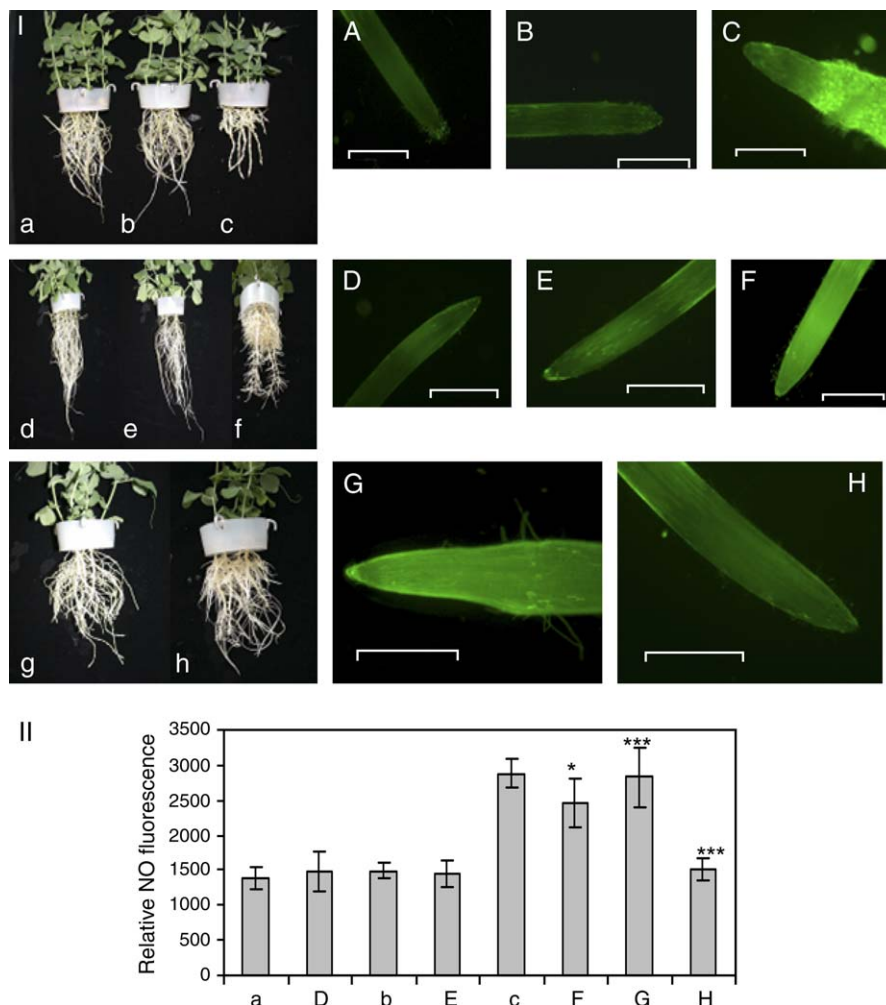 I
a
b
c
A
B
C
d
e
f
D
E
F
g
h
G
H
II
Relative NO fluorescence
3500
3000
2500
2000
1500
1000
500
0
*
***
***
a
D
b
E
c
F
G
H